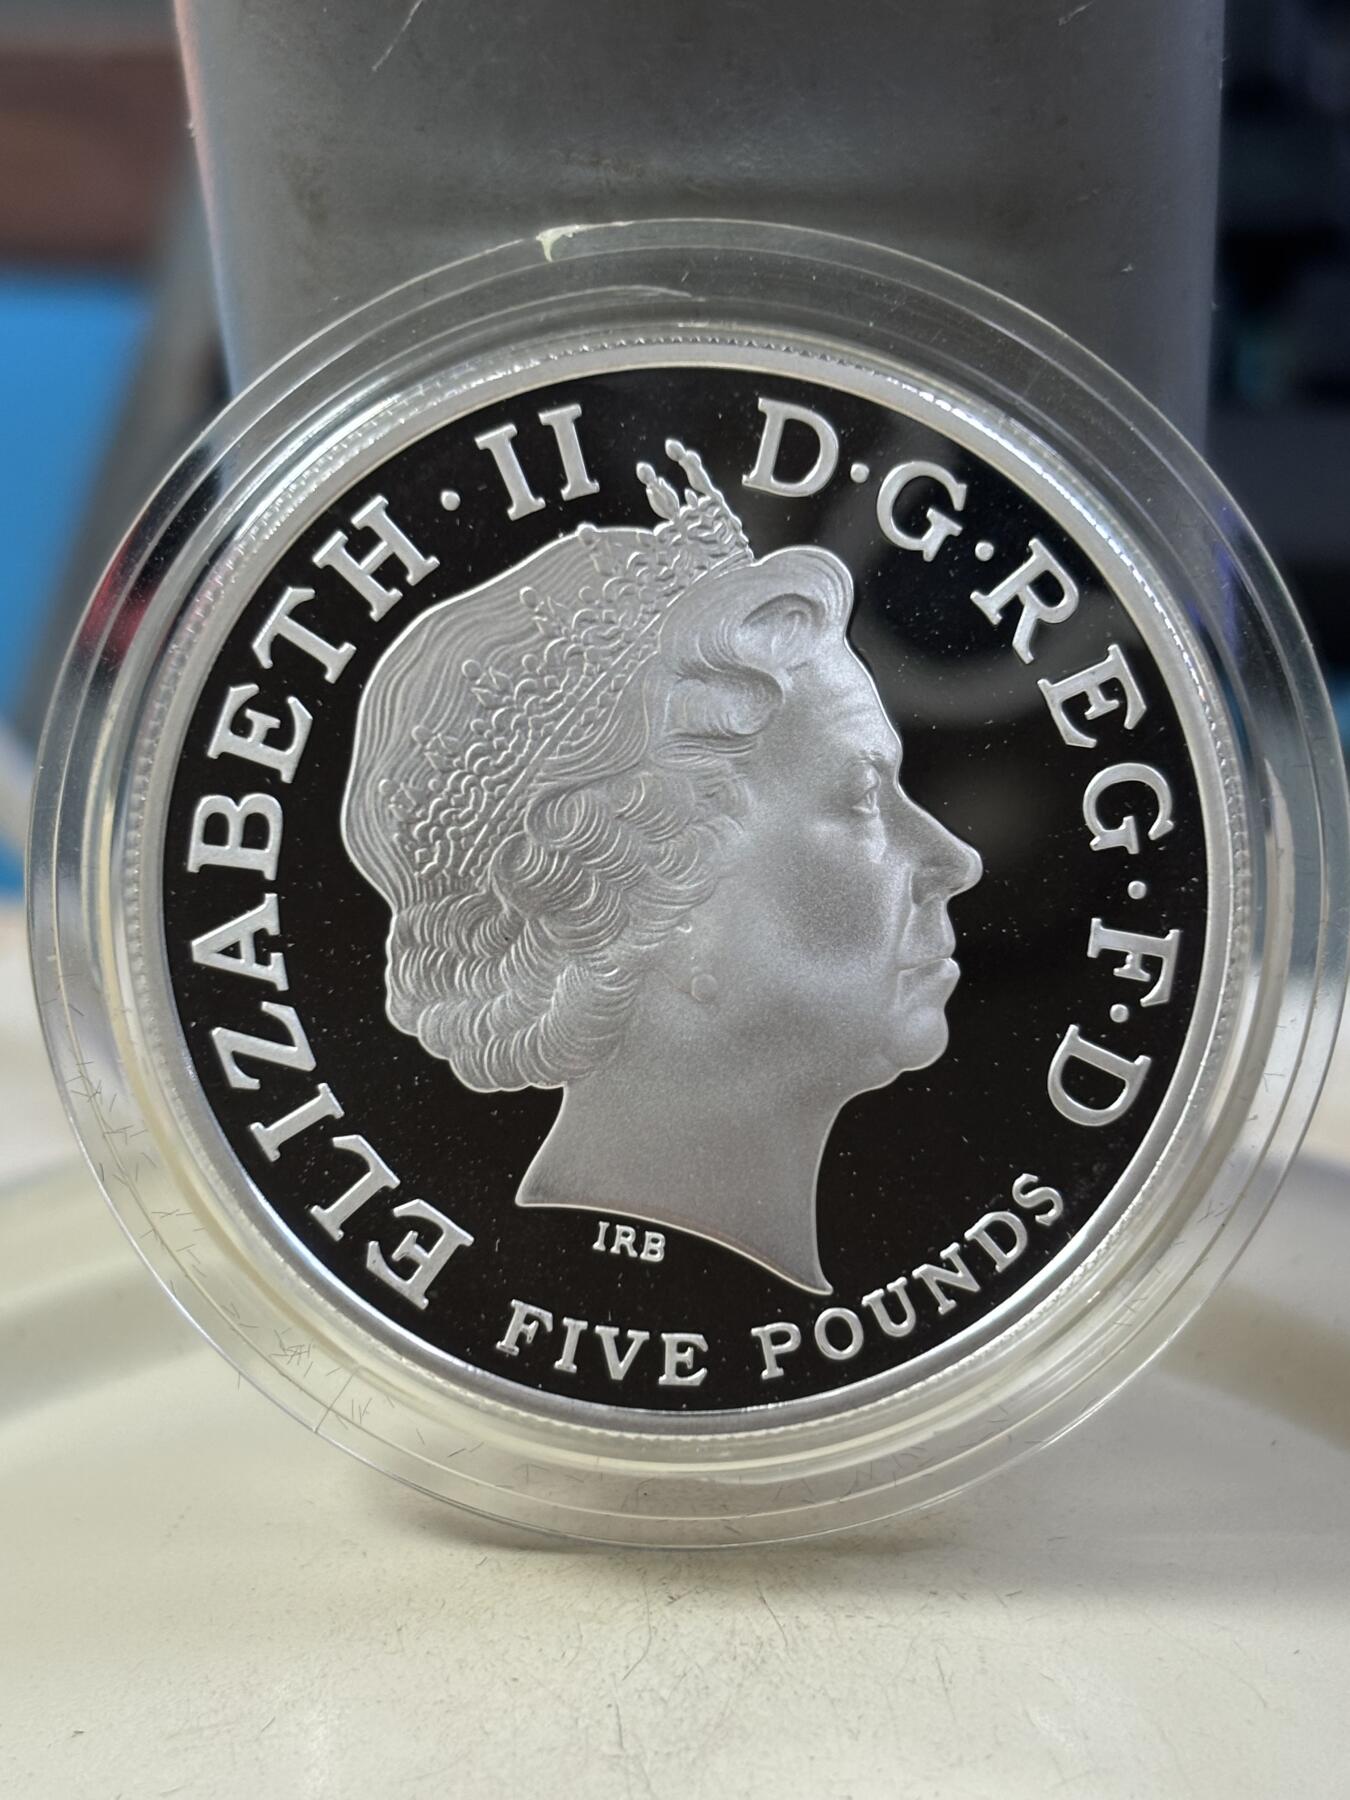 ELIZABETH · II D · G · REG · F · D
FIVE POUNDS
IRB